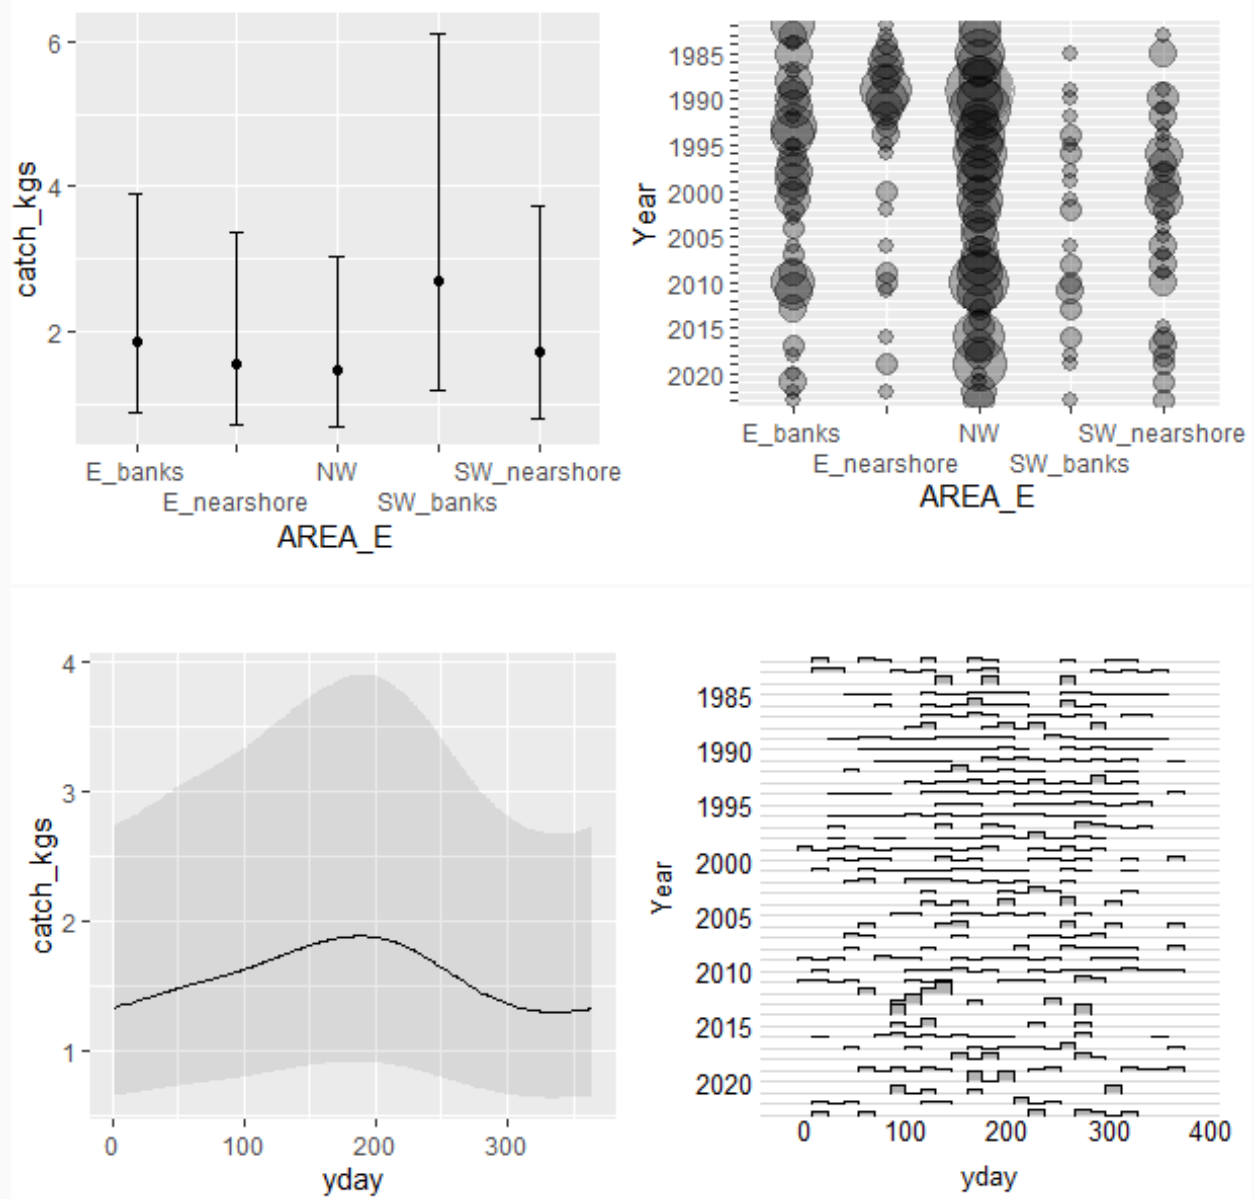 6
4
2
catch_kgs
E_banks NW SW_nearshore
E_nearshore SW_banks
AREA_E
1985
1990
1995
2000
2005
2010
2015
2020
Year
E_banks NW SW_nearshore
E_nearshore SW_banks
AREA_E
4
3
2
1
catch_kgs
0 100 200 300
yday
1985
1990
1995
2000
2005
2010
2015
2020
Year
0 100 200 300 400
yday